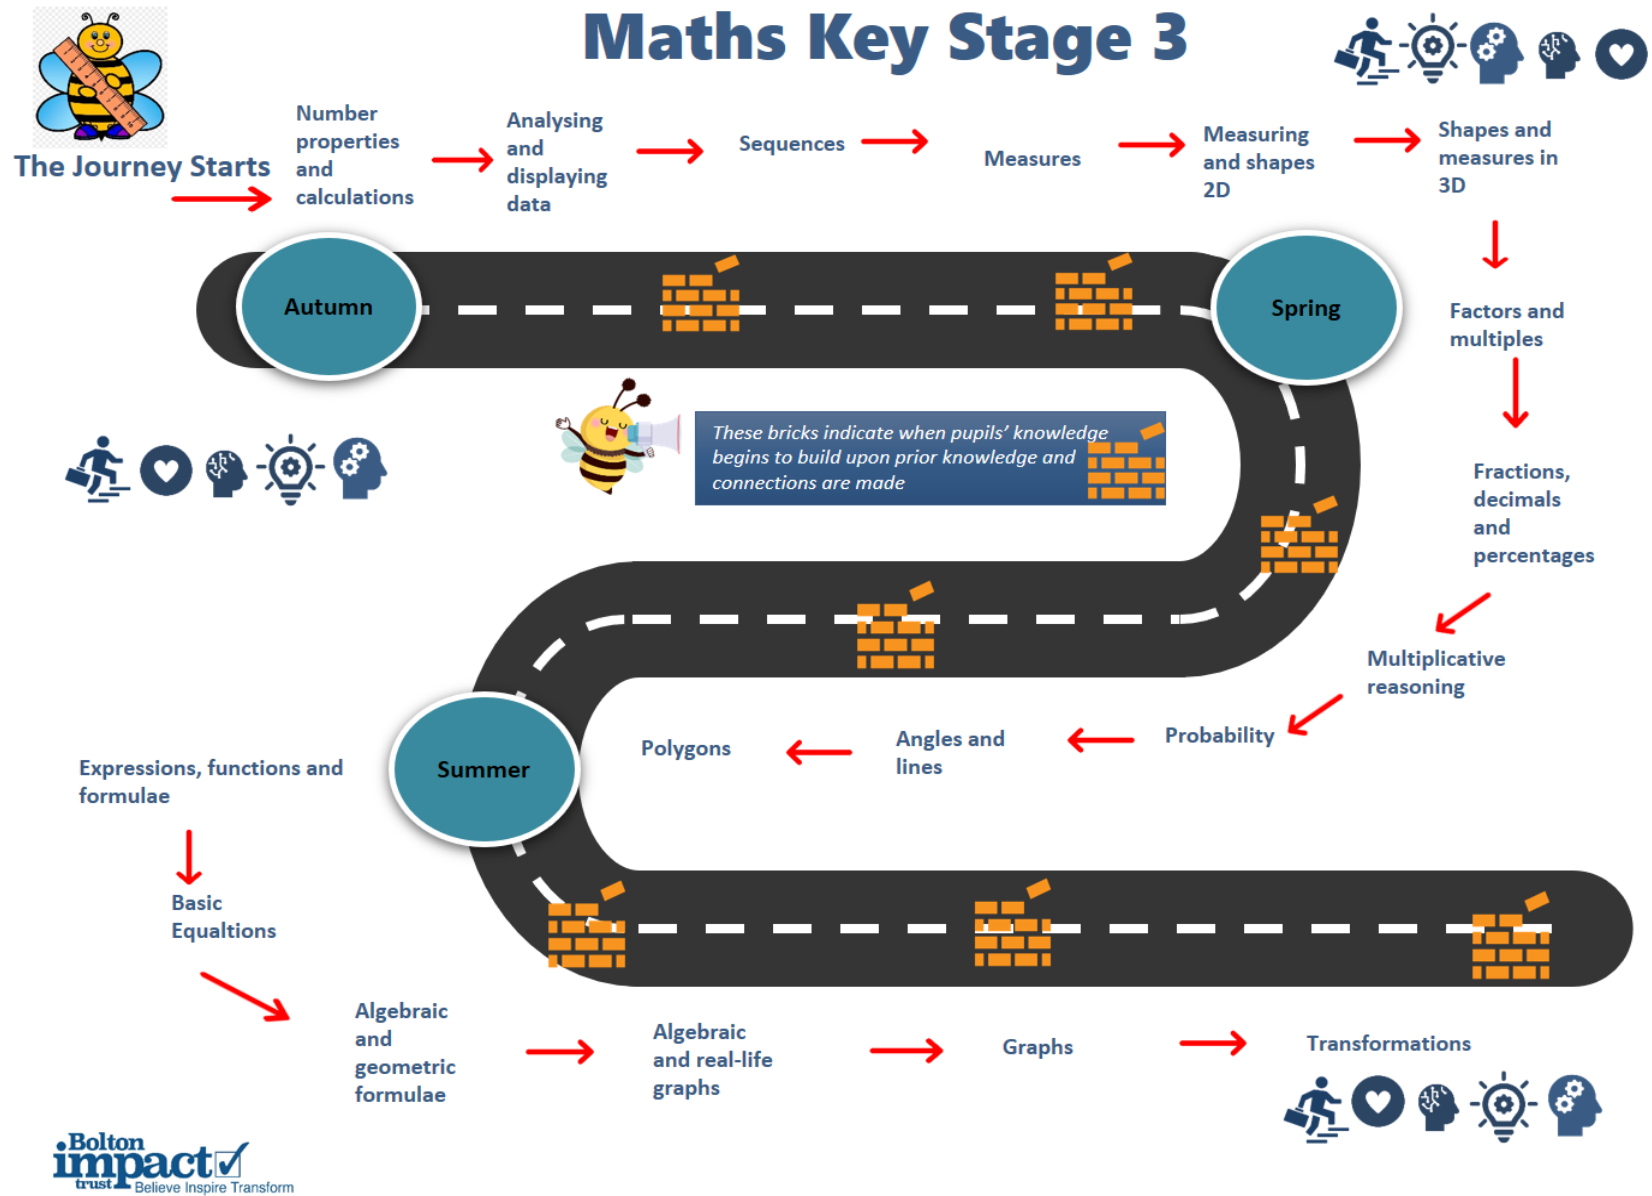 Maths Key Stage 3
The Journey Starts
Number
properties
and
calculations
Analysing
and
displaying
data
Sequences
Measures
Measuring
and shapes
2D
Shapes and
measures in
3D
Autumn
Spring
Factors and
multiples
These bricks indicate when pupils’ knowledge
begins to build upon prior knowledge and
connections are made
Fractions,
decimals
and
percentages
Multiplicative
reasoning
Probability
Angles and
lines
Polygons
Summer
Expressions, functions and
formulae
Basic
Equaltions
Algebraic
and
geometric
formulae
Algebraic
and real-life
graphs
Graphs
Transformations
Bolton
impact
trust
Believe Inspire Transform